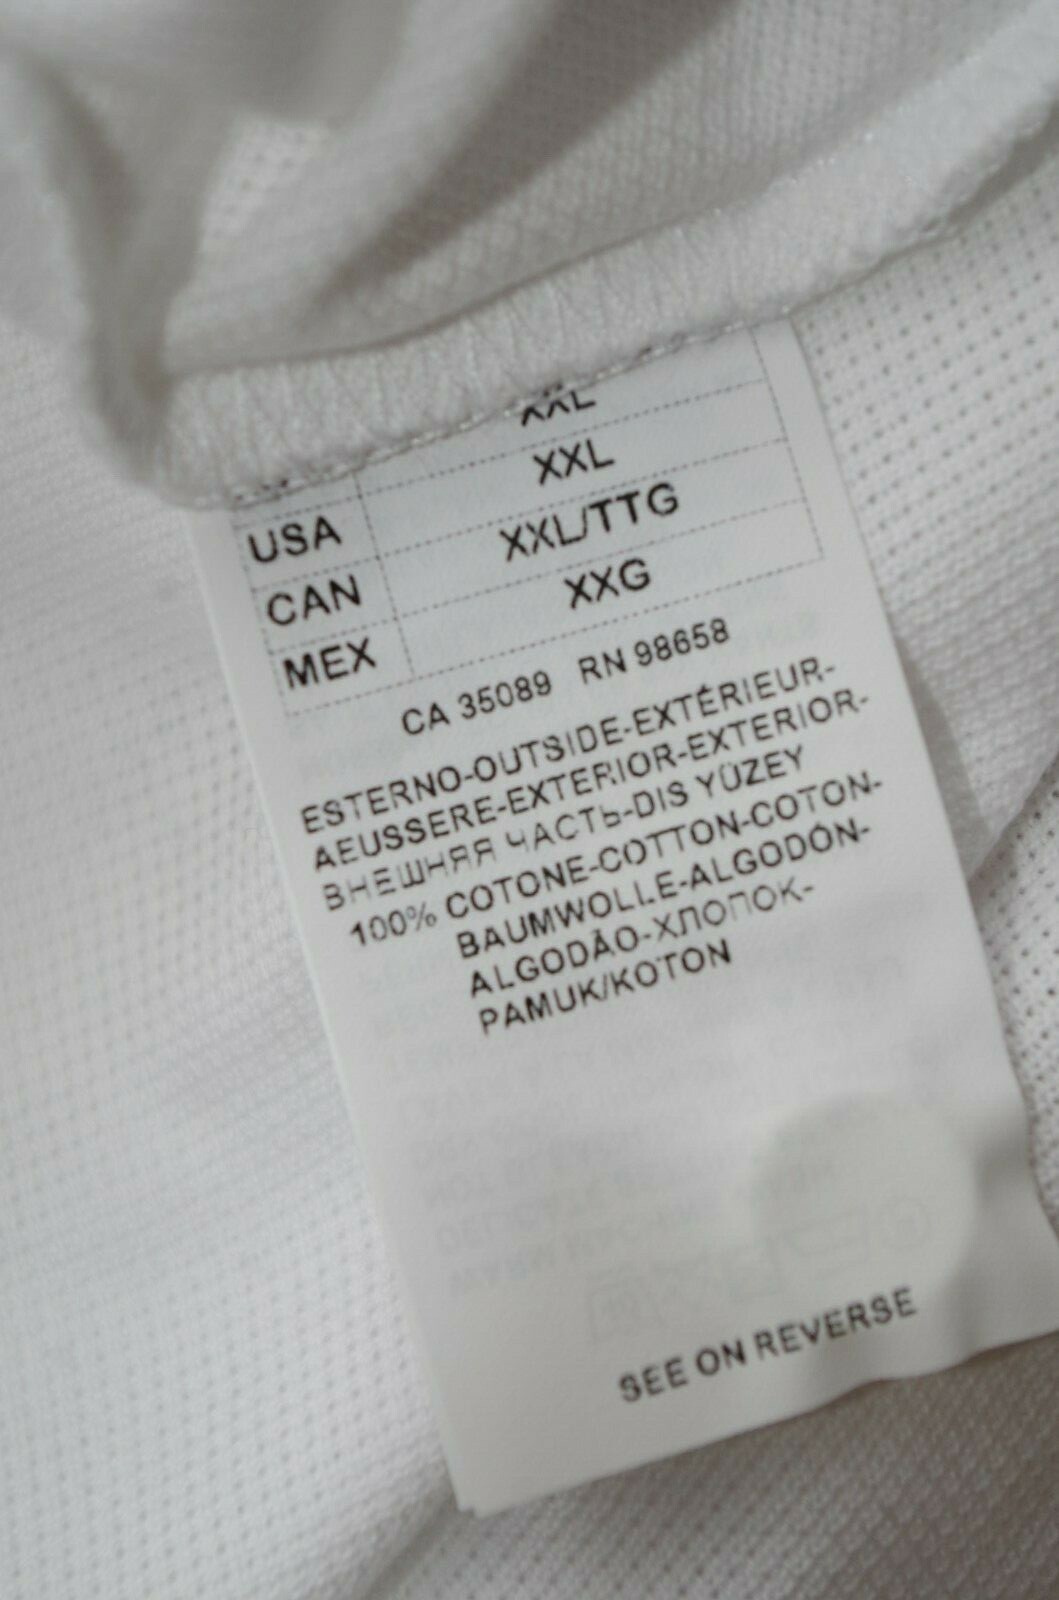 XXL
XXL
USA XXL/TTG
CAN XXG
MEX
CA 35089 RN 98658
ESTERNO-OUTSIDE-EXTÉRIEUR-
AEUSSERE-EXTERIOR-EXTERIOR-
ВНЕШНЯЯ ЧАСТЬ-DIS YÜZEY
100% COTONE-COTTON-COTON-
BAUMWOLLE-ALGODÓN-
ALGODÃO-ХЛОПОК-
PAMUK/KOTON
SEE ON REVERSE